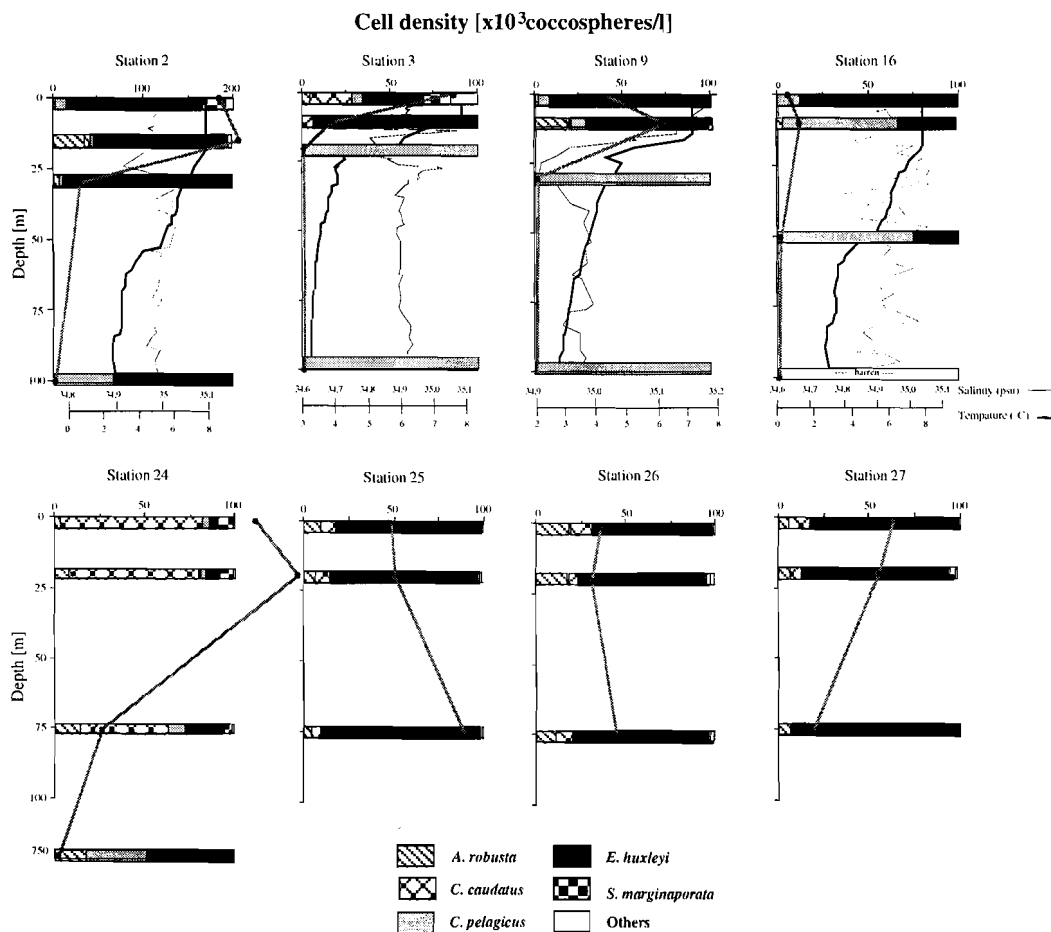 Cell density [x10³coccospheres/l]
Station 2
Station 3
Station 9
Station 16
0 100 200
0 50 100
0 50 100
0 50 100
0
25
50
75
100
Depth [m]
barren
34,8 34,9 35 35,1
34,6 34,7 34,8 34,9 35,0 35,1
34,9 35,0 35,1 35,2
34,6 34,7 34,8 34,9 35,0 35,1
Salinity (psu)
0 2 4 6 8
3 4 5 6 7 8
2 3 4 5 6 7 8
0 2 4 6 8
Tempature (°C)
Station 24
Station 25
Station 26
Station 27
0 50 100
0 50 100
0 50 100
0 50 100
0
25
50
75
100
750
Depth [m]
A. robusta
E. huxleyi
C. caudatus
S. marginaporata
C. pelagicus
Others